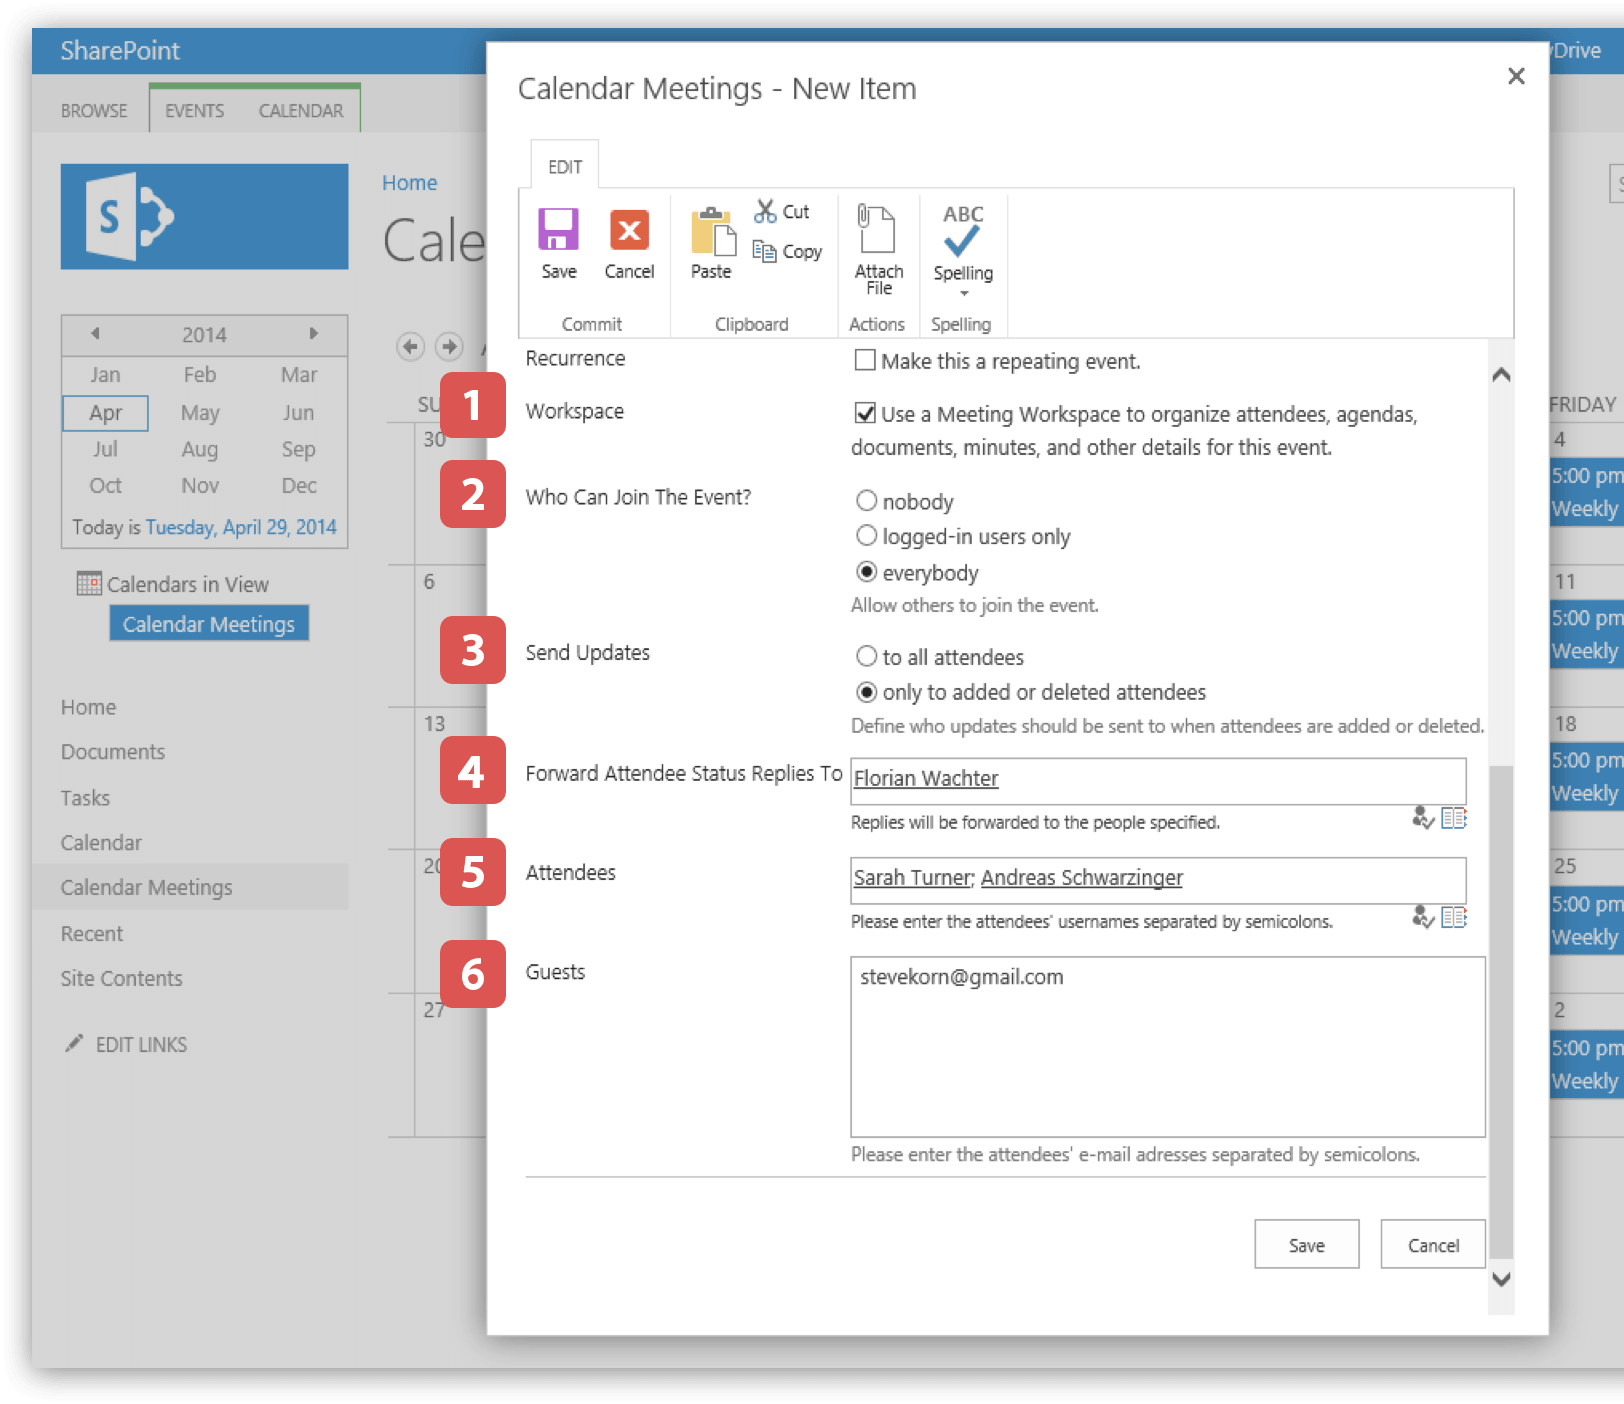 SharePoint
Drive
BROWSE
EVENTS
CALENDAR
S
Home
Cale
2014
Jan Feb Mar
Apr May Jun
Jul Aug Sep
Oct Nov Dec
Today is Tuesday, April 29, 2014
Calendars in View
Calendar Meetings
Home
Documents
Tasks
Calendar
Calendar Meetings
Recent
Site Contents
EDIT LINKS
SU
30
6
13
20
27
Calendar Meetings - New Item
EDIT
Save
Cancel
Commit
Paste
Cut
Copy
Clipboard
Attach
File
Actions
ABC
Spelling
Spelling
Recurrence
Make this a repeating event.
1
Workspace
Use a Meeting Workspace to organize attendees, agendas,
documents, minutes, and other details for this event.
2
Who Can Join The Event?
nobody
logged-in users only
everybody
Allow others to join the event.
3
Send Updates
to all attendees
only to added or deleted attendees
Define who updates should be sent to when attendees are added or deleted.
4
Forward Attendee Status Replies To
Florian Wachter
Replies will be forwarded to the people specified.
5
Attendees
Sarah Turner; Andreas Schwarzinger
Please enter the attendees' usernames separated by semicolons.
6
Guests
stevekorn@gmail.com
Please enter the attendees' e-mail adresses separated by semicolons.
Save
Cancel
FRIDAY
4
5:00 pm
Weekly
11
5:00 pm
Weekly
18
5:00 pm
Weekly
25
5:00 pm
Weekly
2
5:00 pm
Weekly